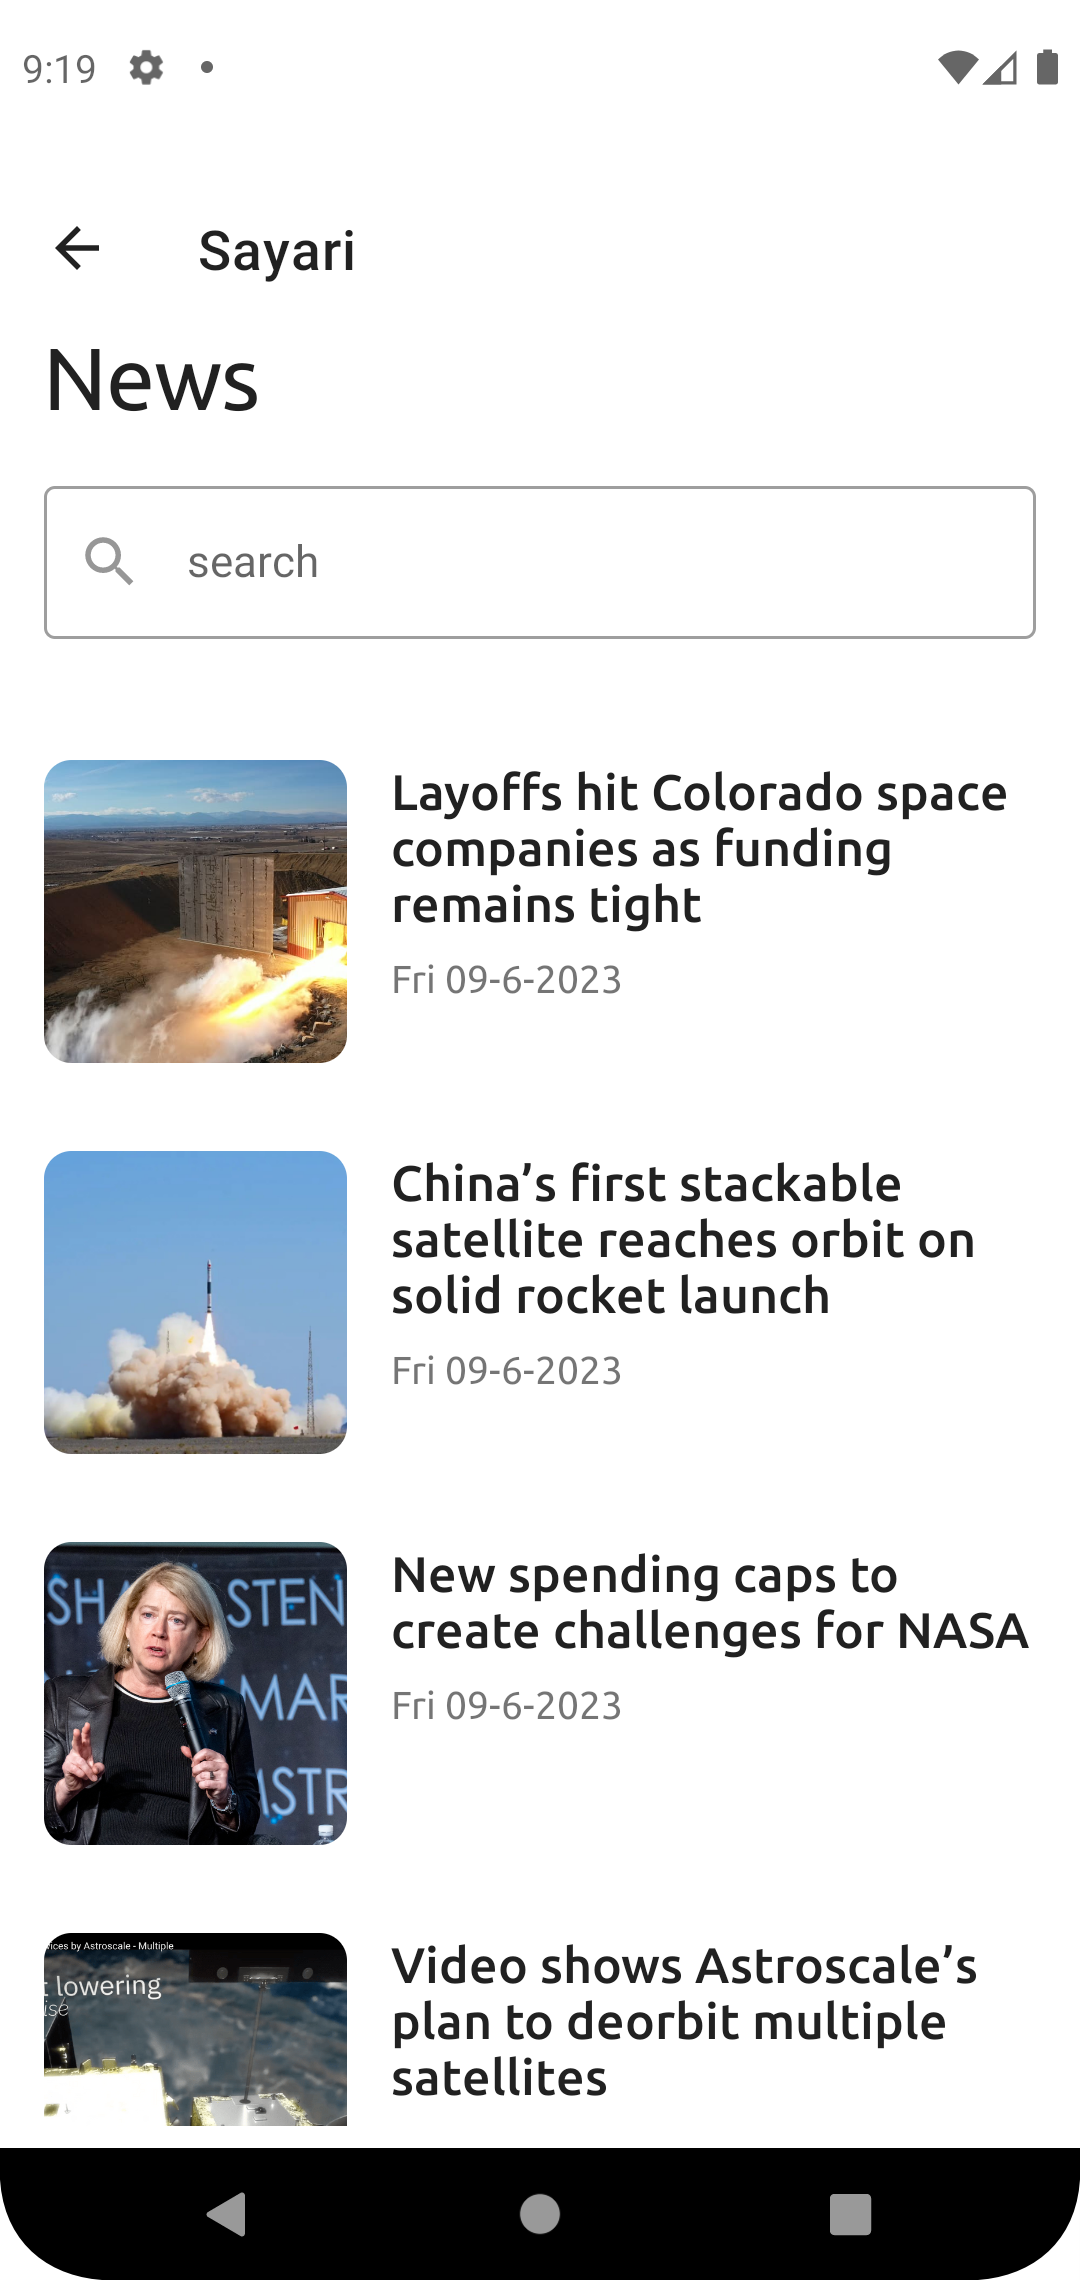 9:19
Sayari
News
search
Layoffs hit Colorado space
companies as funding
remains tight
Fri 09-6-2023
China’s first stackable
satellite reaches orbit on
solid rocket launch
Fri 09-6-2023
SHA STEN
MAR
ASTR
New spending caps to
create challenges for NASA
Fri 09-6-2023
vices by Astroscale - Multiple
t lowering
ise
Video shows Astroscale’s
plan to deorbit multiple
satellites